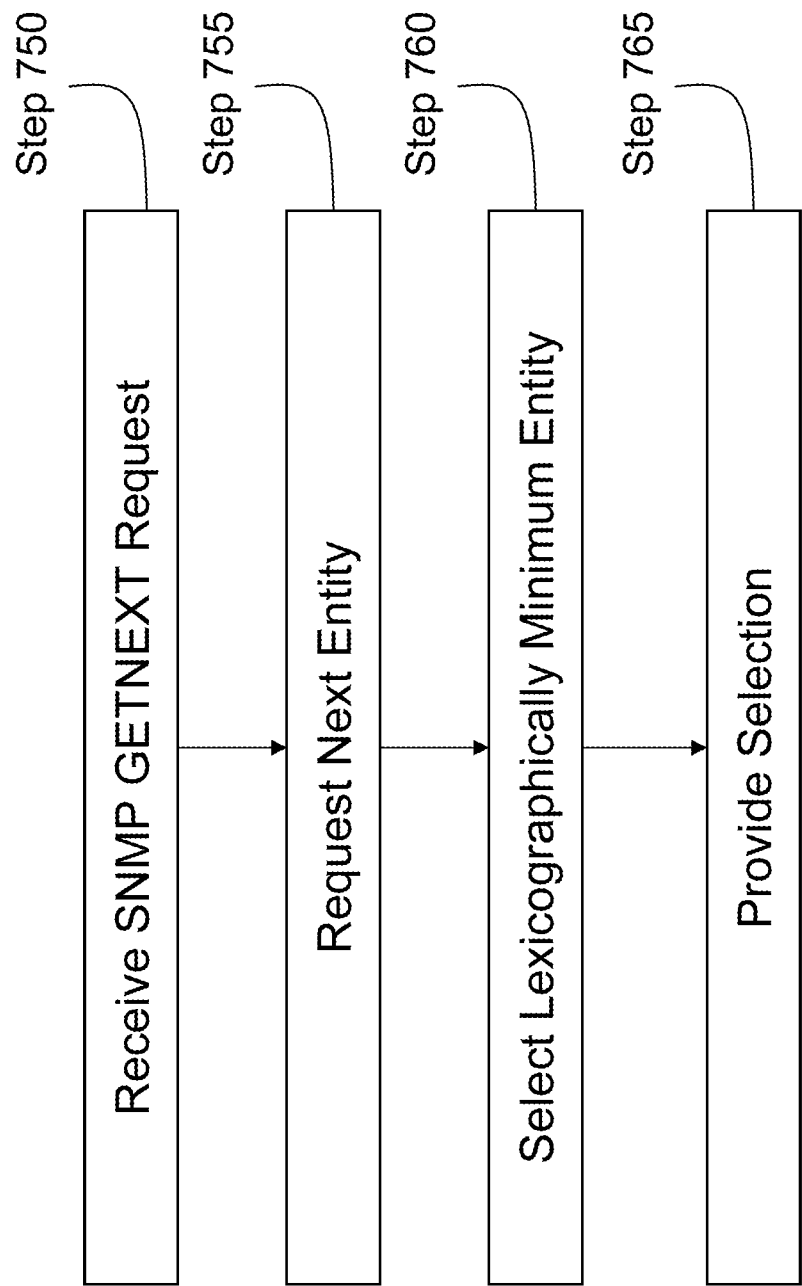 Step 750
Receive SNMP GETNEXT Request
Step 755
Request Next Entity
Step 760
Select Lexicographically Minimum Entity
Step 765
Provide Selection